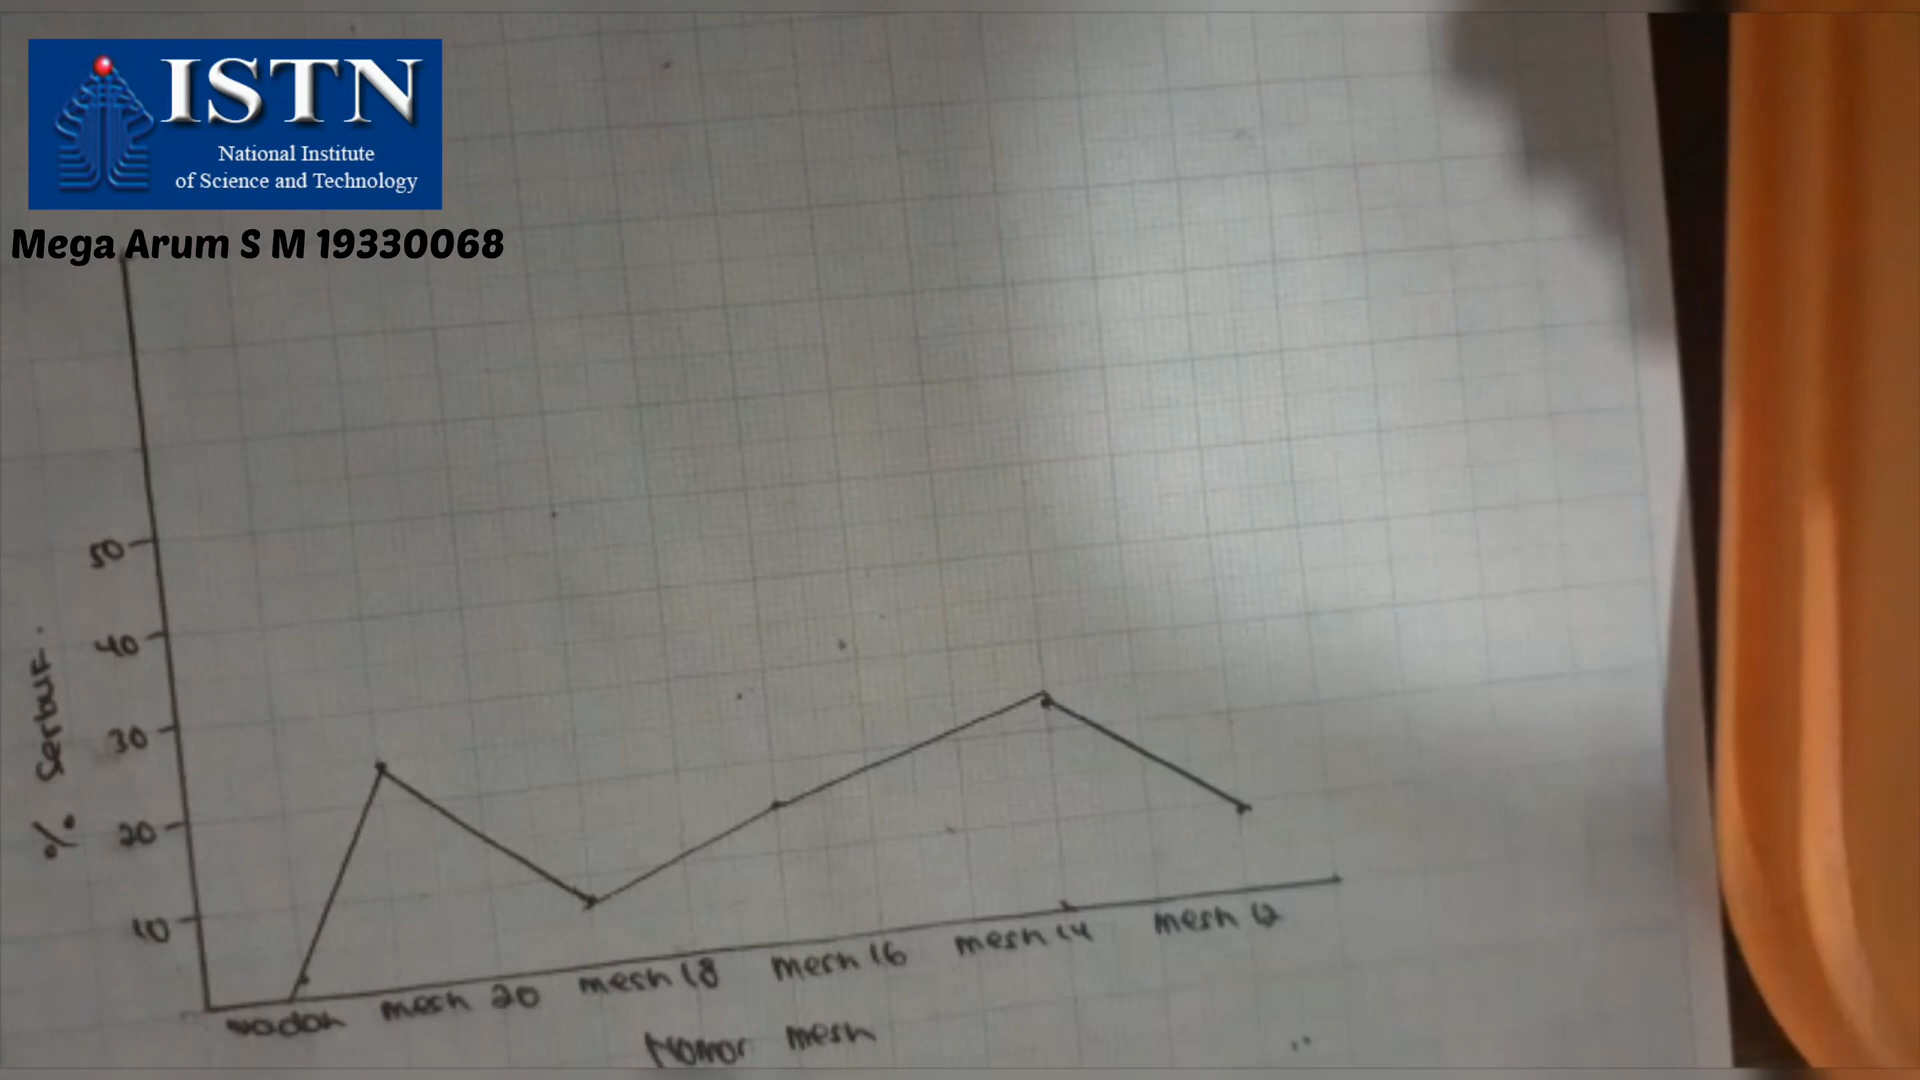 ISTN
National Institute
of Science and Technology
Mega Arum S M 19330068
50
40
30
20
10
% Serbuk
wadah
mesh 20
mesh 18
mesh 16
mesh 14
mesh 12
Nomor mesh